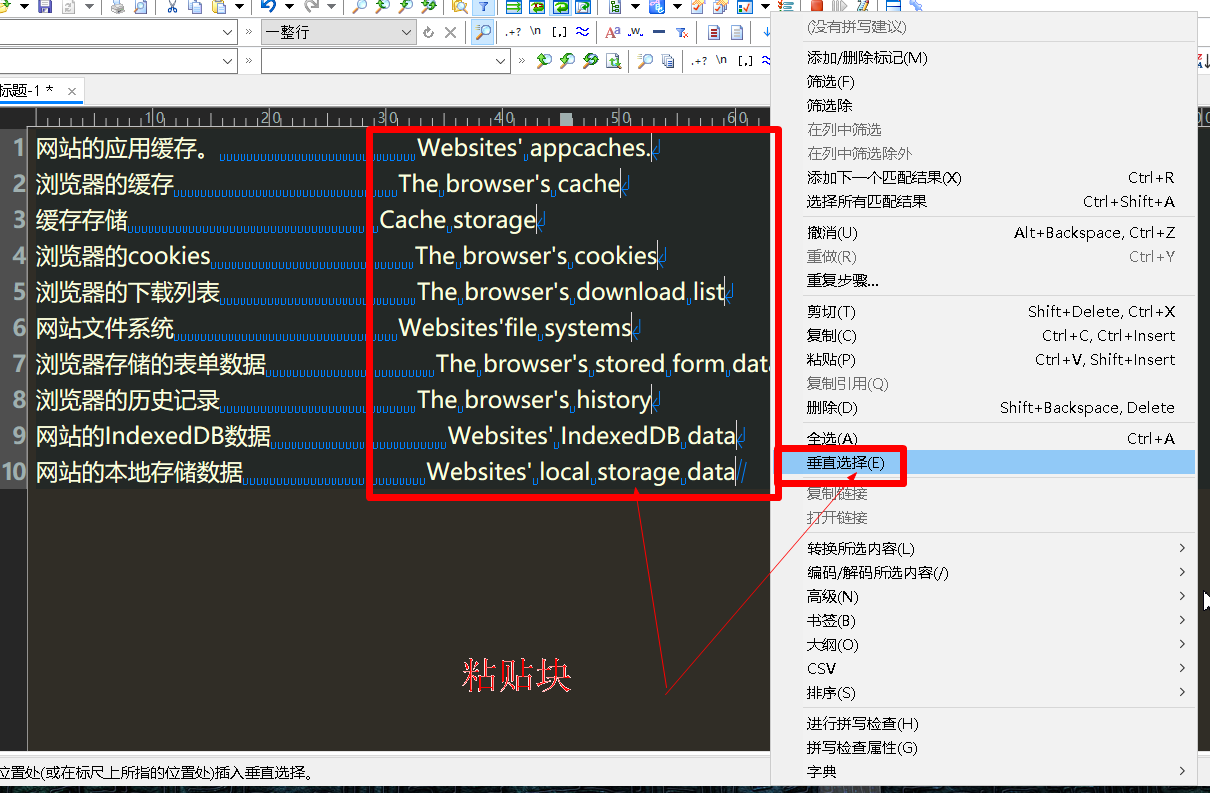 一整行
标题-1 *
10 20 30 40 50 60
1 网站的应用缓存。 Websites' appcaches.
2 浏览器的缓存 The browser's cache
3 缓存存储 Cache storage
4 浏览器的cookies The browser's cookies
5 浏览器的下载列表 The browser's download list
6 网站文件系统 Websites'file systems
7 浏览器存储的表单数据 The browser's stored form dat
8 浏览器的历史记录 The browser's history
9 网站的IndexedDB数据 Websites' IndexedDB data
10 网站的本地存储数据 Websites' local storage data
粘贴块
位置处(或在标尺上所指的位置处)插入垂直选择。
(没有拼写建议)
添加/删除标记(M)
筛选(F)
筛选除
在列中筛选
在列中筛选除外
添加下一个匹配结果(X) Ctrl+R
选择所有匹配结果 Ctrl+Shift+A
撤消(U) Alt+Backspace, Ctrl+Z
重做(R) Ctrl+Y
重复步骤...
剪切(T) Shift+Delete, Ctrl+X
复制(C) Ctrl+C, Ctrl+Insert
粘贴(P) Ctrl+V, Shift+Insert
复制引用(Q)
删除(D) Shift+Backspace, Delete
全选(A) Ctrl+A
垂直选择(E)
复制链接
打开链接
转换所选内容(L)
编码/解码所选内容(/)
高级(N)
书签(B)
大纲(O)
CSV
排序(S)
进行拼写检查(H)
拼写检查属性(G)
字典